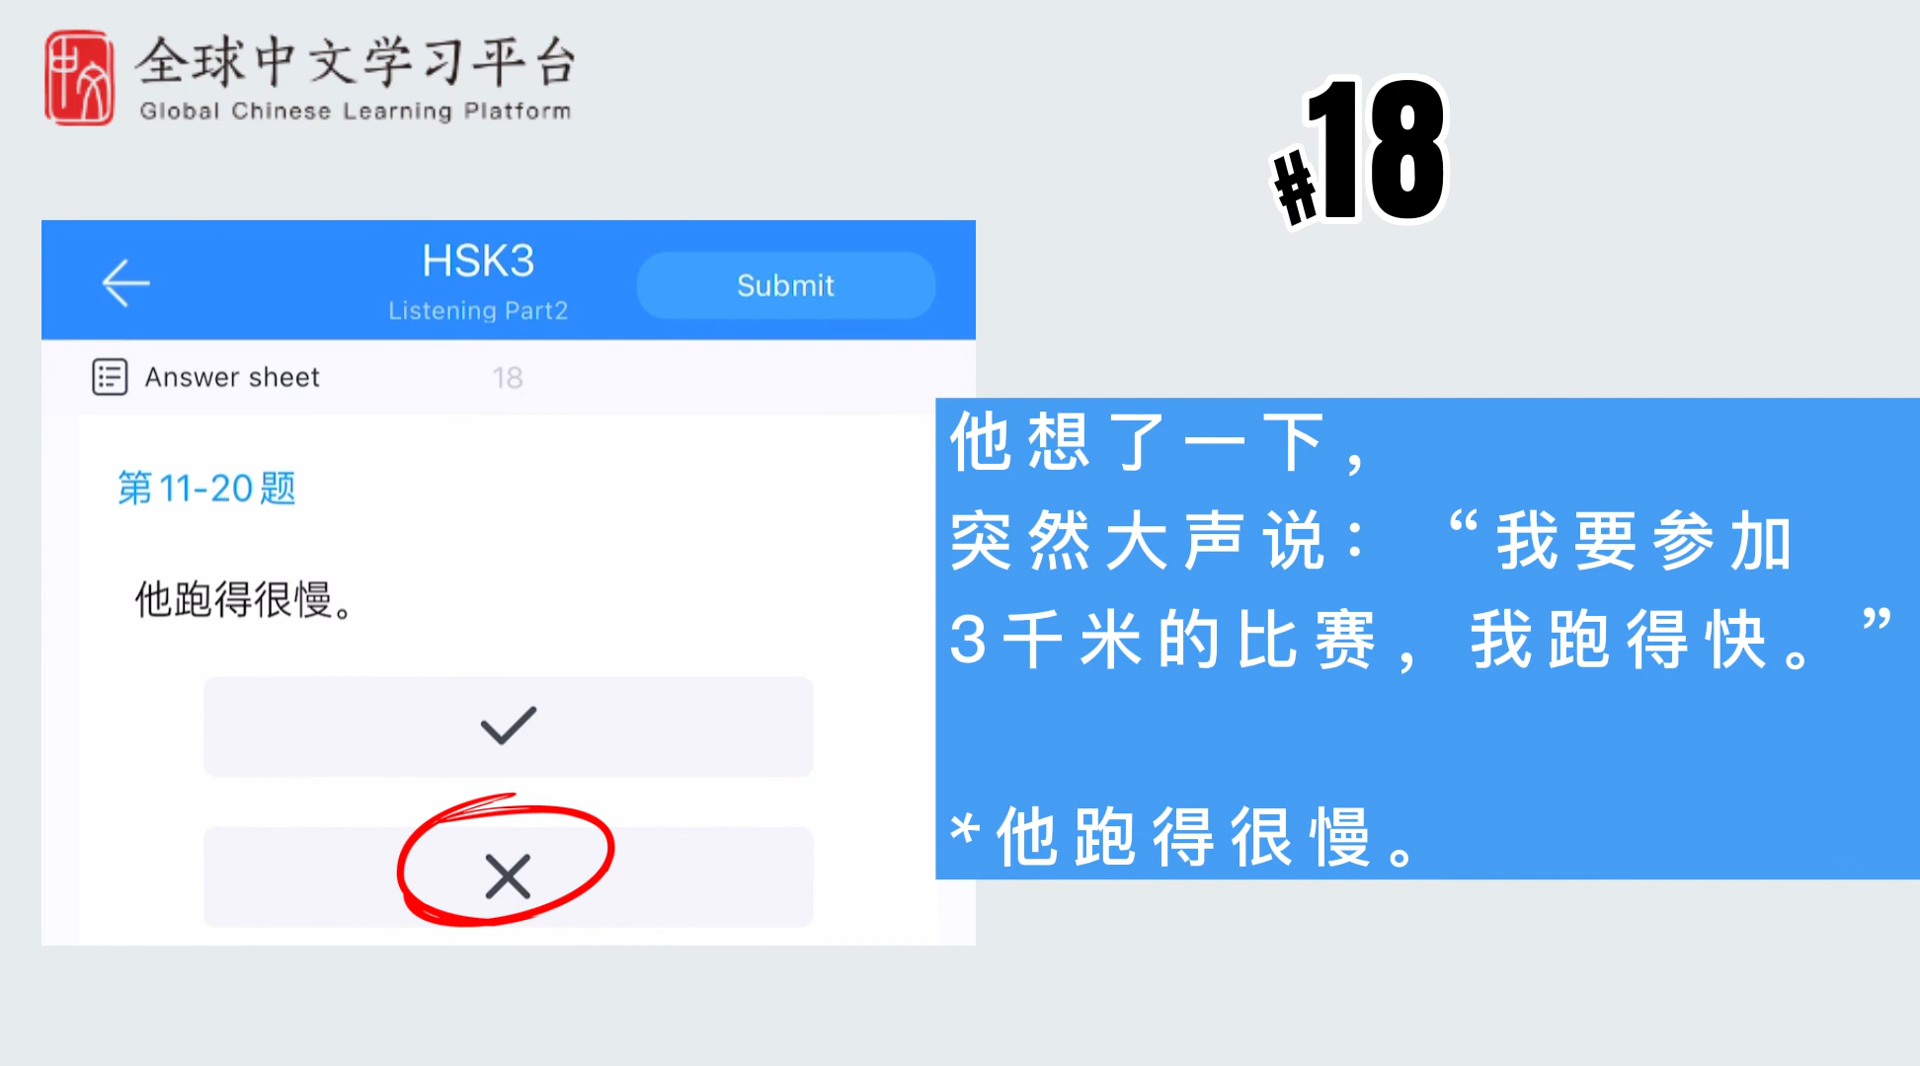 全球中文学习平台
Global Chinese Learning Platform
#18
HSK3
Submit
Listening Part2
Answer sheet
18
第11-20题
他跑得很慢。
他想了一下，
突然大声说：“我要参加
3千米的比赛，我跑得快。”
*他跑得很慢。